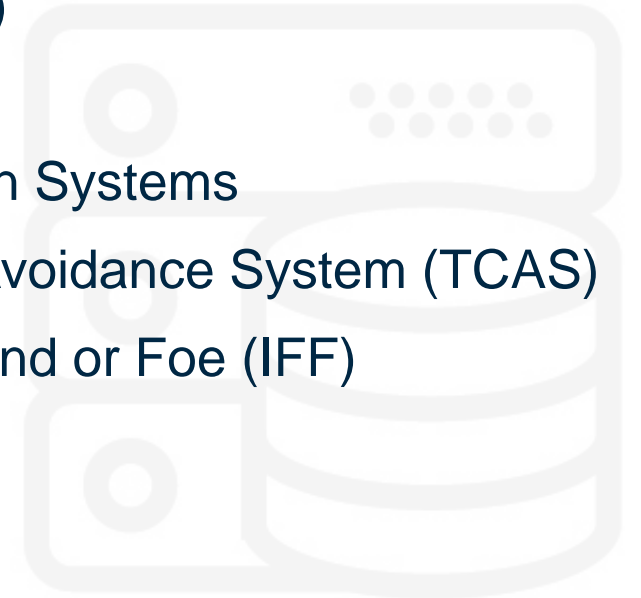 )
n Systems
voidance System (TCAS)
nd or Foe (IFF)